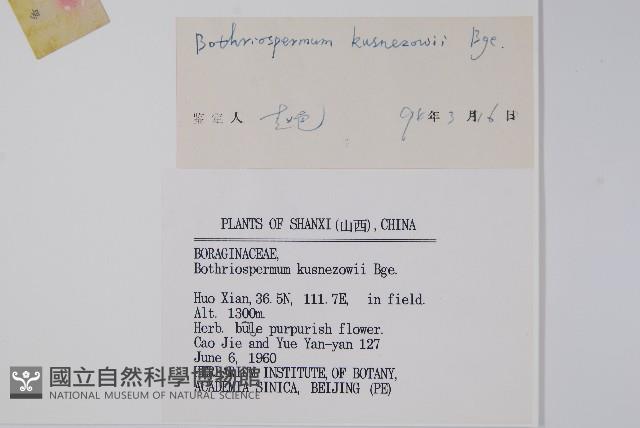 Bothriospermum kusnezowii Bge.
鉴定人 年3月16日
PLANTS OF SHANXI(山西), CHINA
BORAGINACEAE,
Bothriospermum kusnezowii Bge.
Huo Xian, 36.5N, 111.7E, in field.
Alt. 1300m.
Herb. purpurish flower.
Cao Jie and Yue Yan-yan 127
June 6, 1960
INSTITUTE, OF BOTANY,
ACADEMIA SINICA, BEIJING (PE)
國立自然科學博物館
NATIONAL MUSEUM OF NATURAL SCIENCE